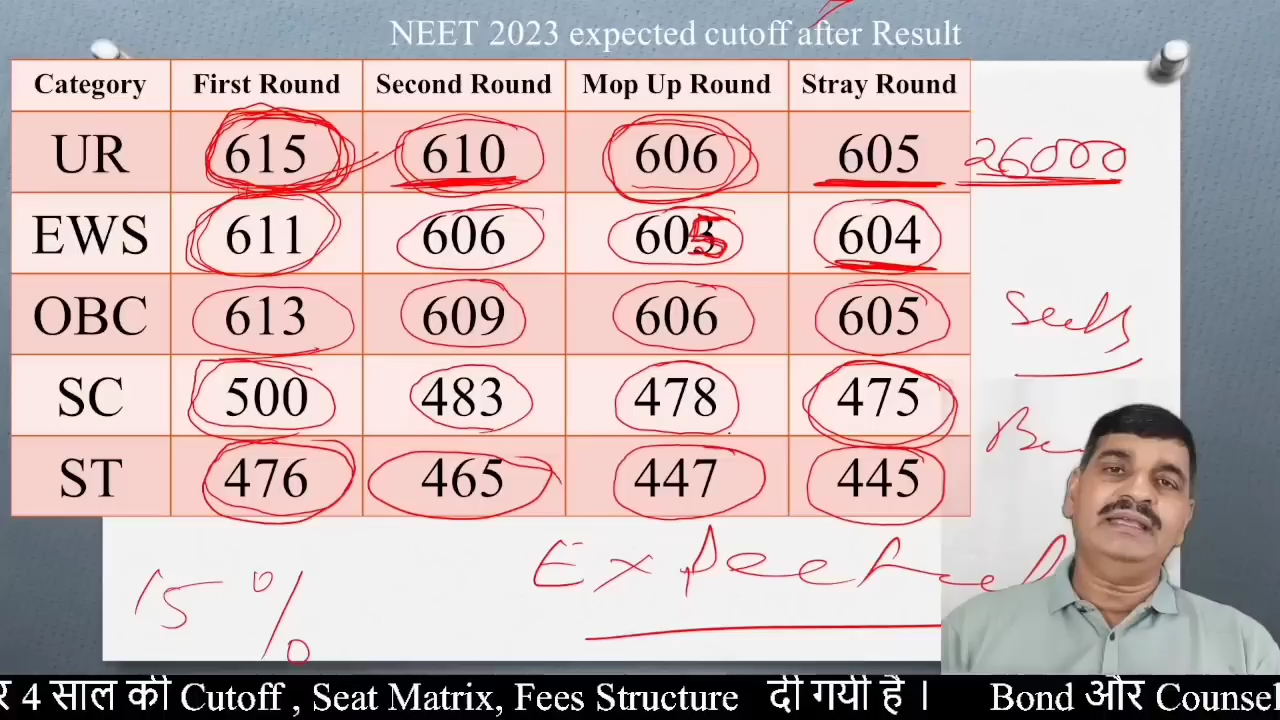 NEET 2023 expected cutoff after Result
Category First Round Second Round Mop Up Round Stray Round
UR 615 610 606 605 26000
EWS 611 606 605 604
OBC 613 609 606 605
Seats
SC 500 483 478 475
ST 476 465 447 445
Expected
15%
र 4 साल की Cutoff , Seat Matrix, Fees Structure दी गयी है । Bond और Counsel